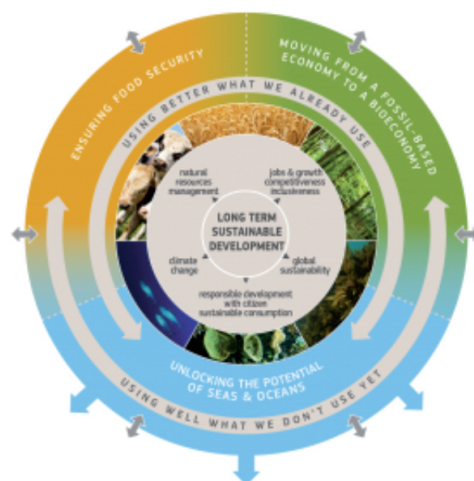 ENSURING FOOD SECURITY
MOVING FROM A FOSSIL-BASED
ECONOMY TO A BIOECONOMY
USING BETTER WHAT WE ALREADY USE
natural
resources
management
jobs & growth
competitiveness
inclusiveness
LONG TERM
SUSTAINABLE
DEVELOPMENT
climate
change
global
sustainability
responsible development
with citizen
sustainable consumption
UNLOCKING THE POTENTIAL
OF SEAS & OCEANS
USING WELL WHAT WE DON'T USE YET